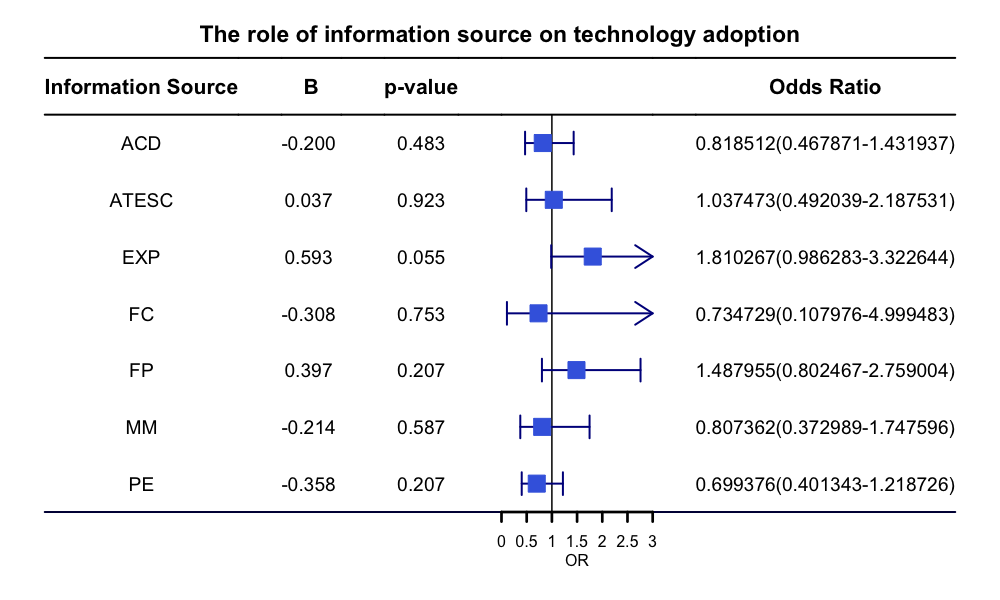 The role of information source on technology adoption
Information Source B p-value Odds Ratio
ACD -0.200 0.483 0.818512(0.467871-1.431937)
ATESC 0.037 0.923 1.037473(0.492039-2.187531)
EXP 0.593 0.055 1.810267(0.986283-3.322644)
FC -0.308 0.753 0.734729(0.107976-4.999483)
FP 0.397 0.207 1.487955(0.802467-2.759004)
MM -0.214 0.587 0.807362(0.372989-1.747596)
PE -0.358 0.207 0.699376(0.401343-1.218726)
0 0.5 1 1.5 2 2.5 3
OR